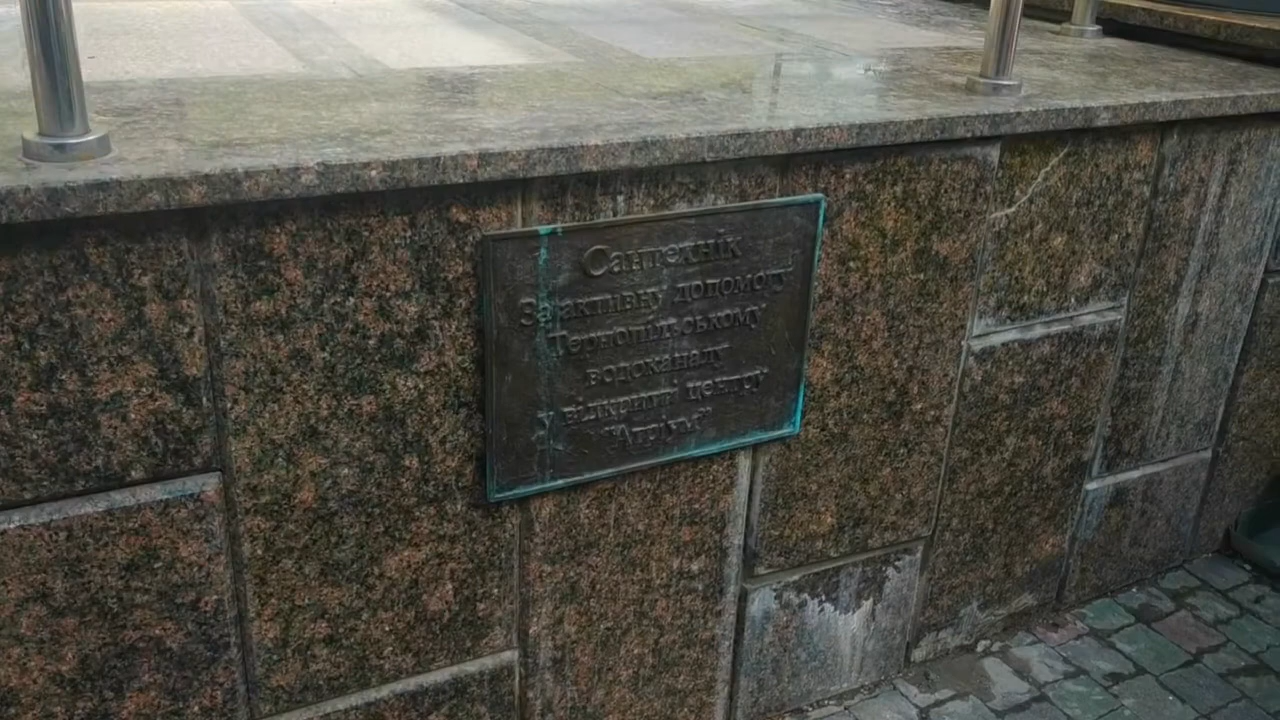 Сантехнік
За активну допомогу
Тернопільському
водоканалу
у відкритті центру
"Атріум"